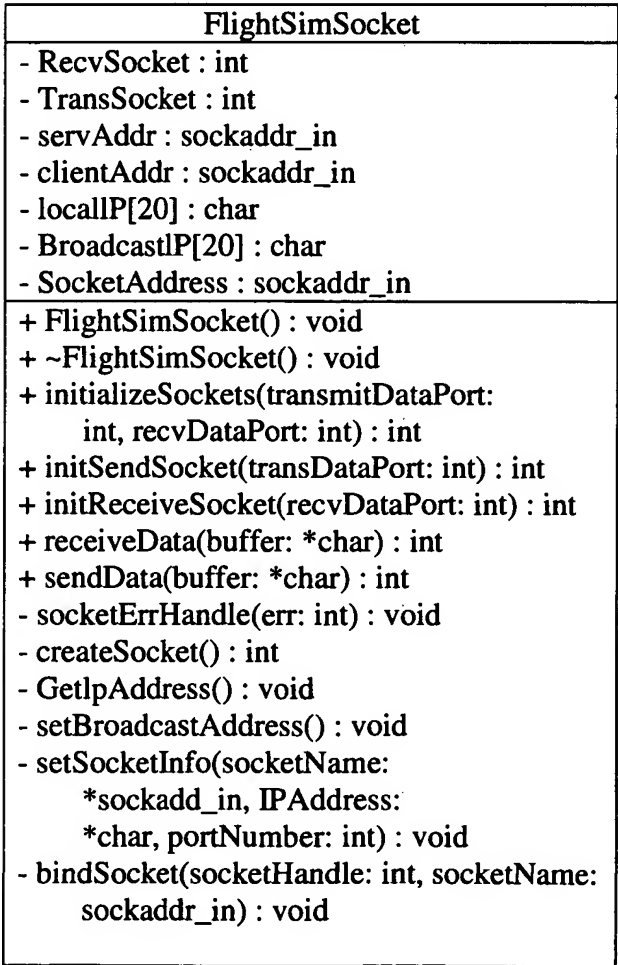 FlightSimSocket
- RecvSocket : int
- TransSocket : int
- servAddr : sockaddr_in
- clientAddr : sockaddr_in
- localIP[20] : char
- BroadcastIP[20] : char
- SocketAddress : sockaddr_in
+ FlightSimSocket() : void
+ ~FlightSimSocket() : void
+ initializeSockets(transmitDataPort:
int, recvDataPort: int) : int
+ initSendSocket(transDataPort: int) : int
+ initReceiveSocket(recvDataPort: int) : int
+ receiveData(buffer: *char) : int
+ sendData(buffer: *char) : int
- socketErrHandle(err: int) : void
- createSocket() : int
- GetIpAddress() : void
- setBroadcastAddress() : void
- setSocketInfo(socketName:
*sockadd_in, IPAddress:
*char, portNumber: int) : void
- bindSocket(socketHandle: int, socketName:
sockaddr_in) : void